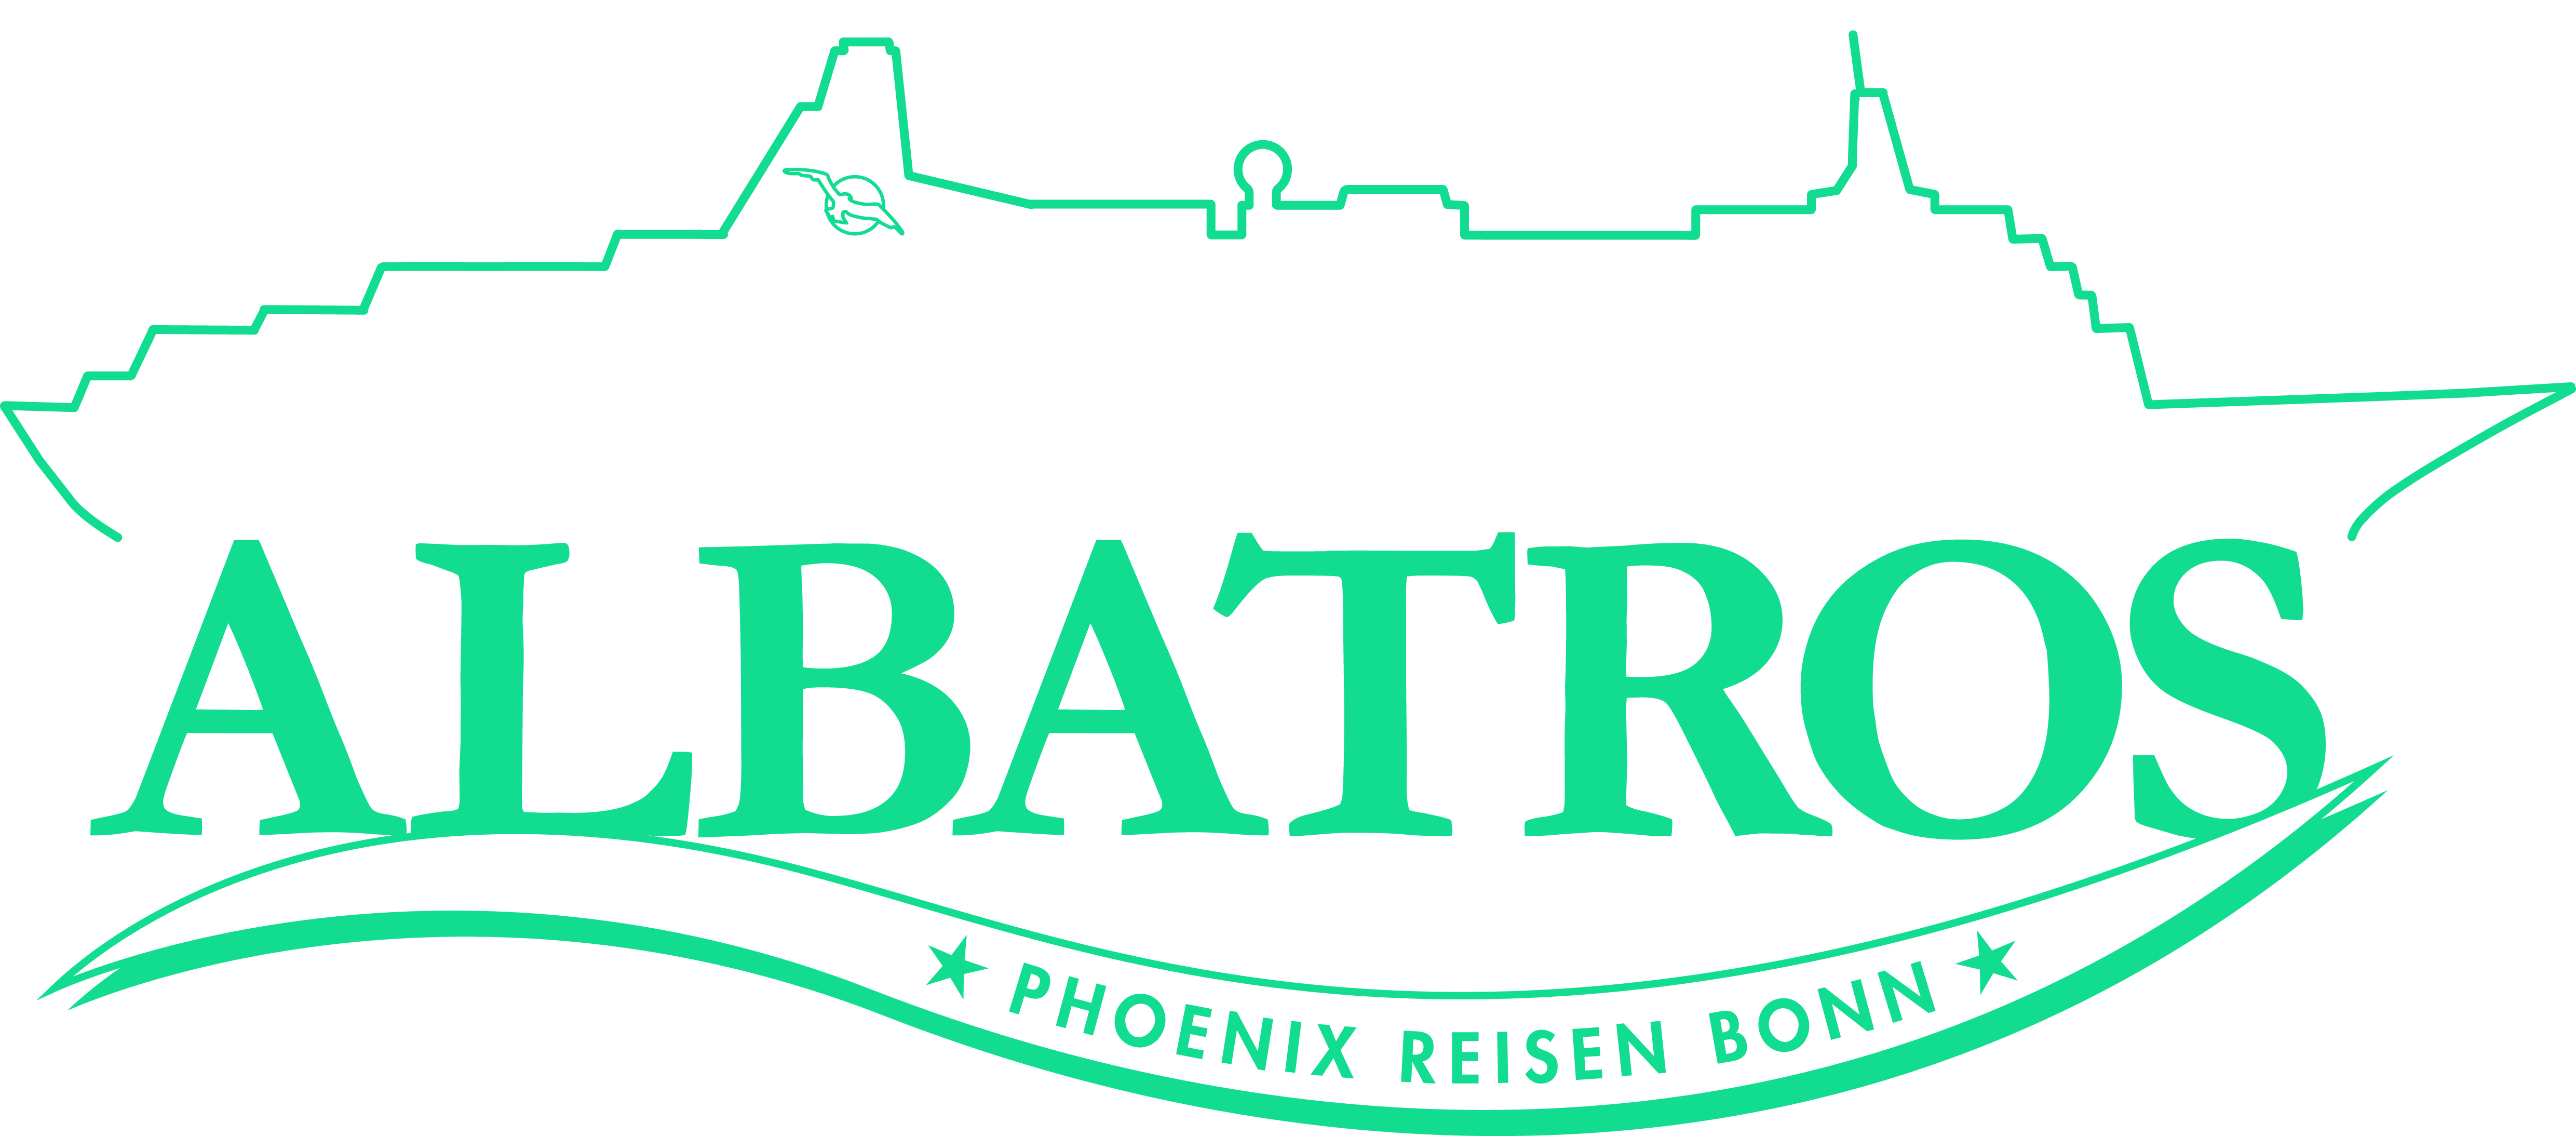 ALBATROS
★ PHOENIX REISEN BONN ★